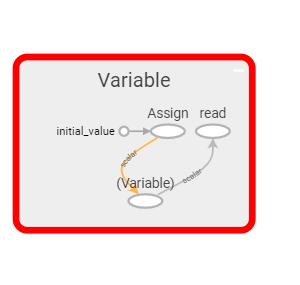 Variable
Assign read
initial_value
scalar
scalar
(Variable)